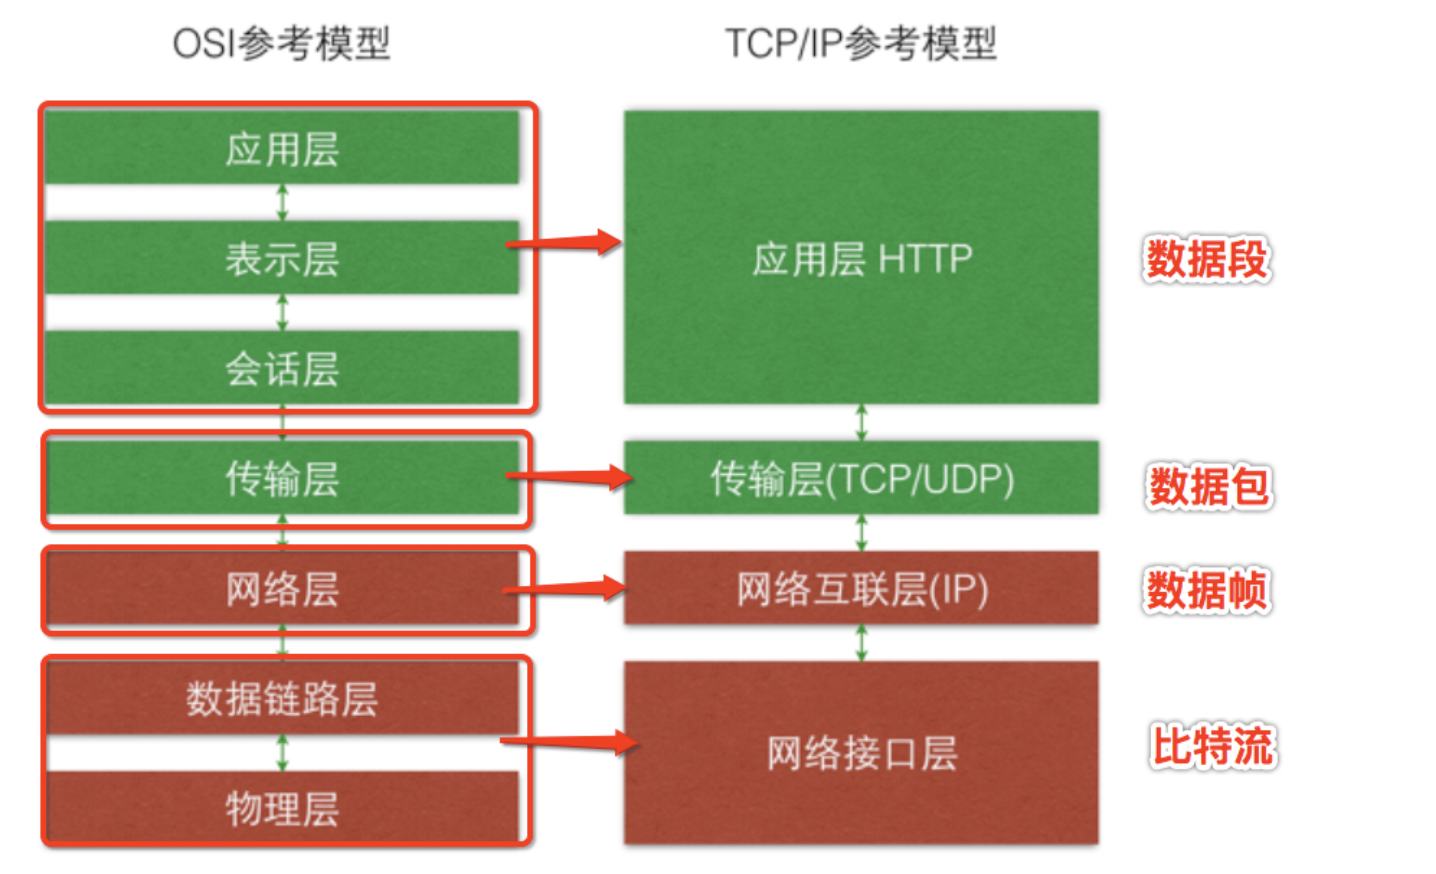 OSI参考模型
TCP/IP参考模型
应用层
表示层
会话层
应用层 HTTP
数据段
传输层
传输层(TCP/UDP)
数据包
网络层
网络互联层(IP)
数据帧
数据链路层
物理层
网络接口层
比特流